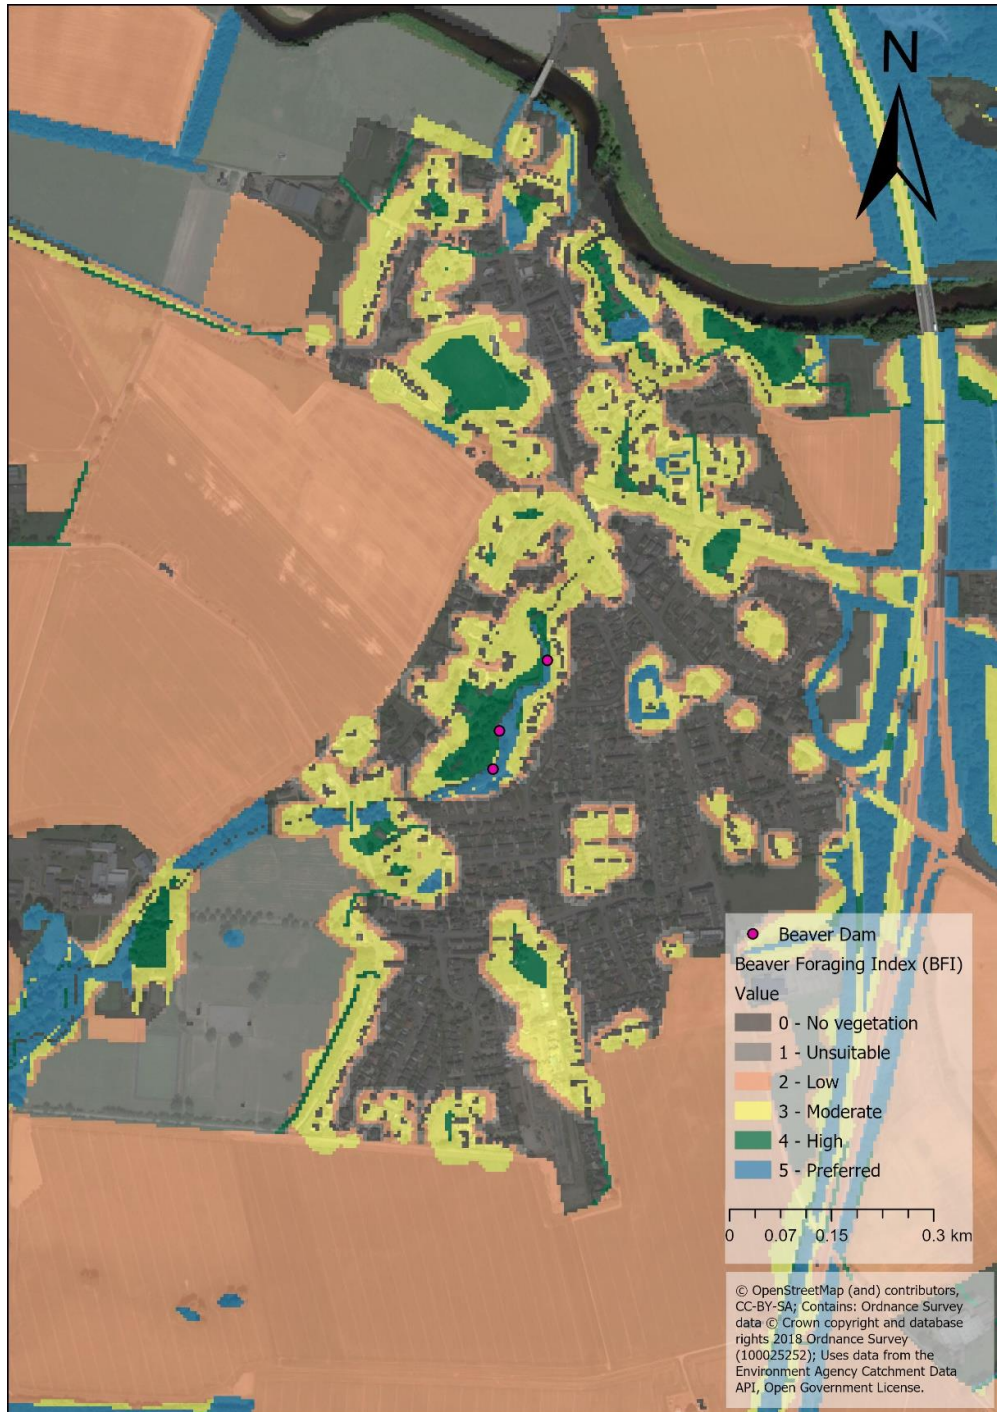 N
Beaver Dam
Beaver Foraging Index (BFI)
Value
0 - No vegetation
1 - Unsuitable
2 - Low
3 - Moderate
4 - High
5 - Preferred
0 0.07 0.15 0.3 km
© OpenStreetMap (and) contributors,
CC-BY-SA; Contains: Ordnance Survey
data © Crown copyright and database
rights 2018 Ordnance Survey
(100025252); Uses data from the
Environment Agency Catchment Data
API, Open Government License.